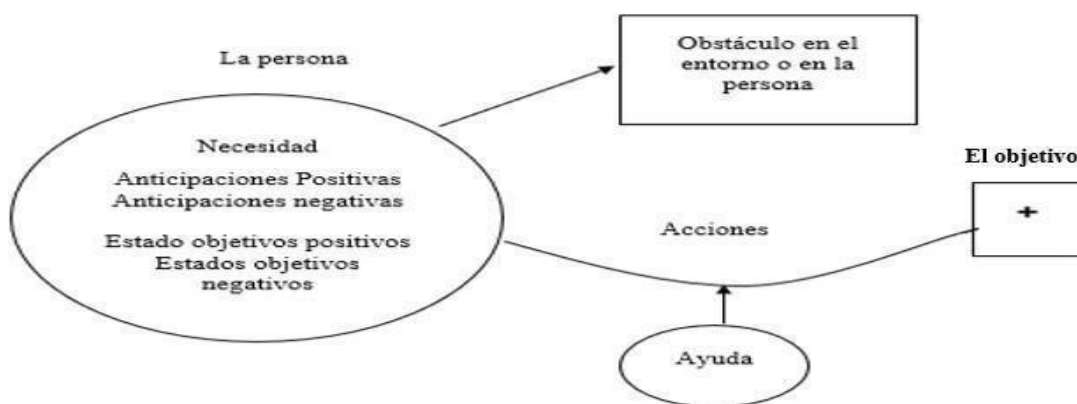 La persona
Necesidad
Anticipaciones Positivas
Anticipaciones negativas
Estado objetivos positivos
Estados objetivos
negativos
Obstáculo en el
entorno o en la
persona
El objetivo
+
Acciones
Ayuda